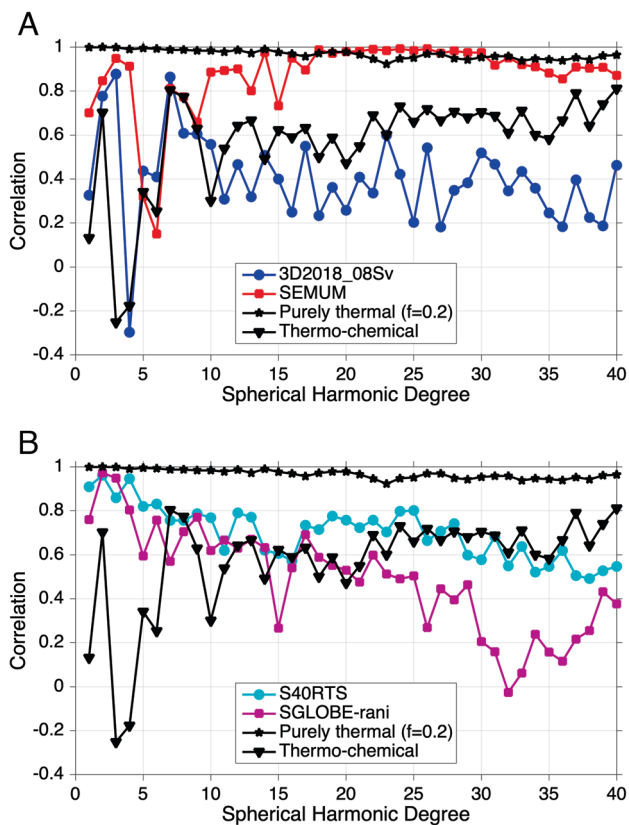 A
1
0.8
0.6
0.4
0.2
0
-0.2
-0.4
Correlation
3D2018_08Sv
SEMUM
Purely thermal (f=0.2)
Thermo-chemical
0 5 10 15 20 25 30 35 40
Spherical Harmonic Degree
B
1
0.8
0.6
0.4
0.2
0
-0.2
-0.4
Correlation
S40RTS
SGLOBE-rani
Purely thermal (f=0.2)
Thermo-chemical
0 5 10 15 20 25 30 35 40
Spherical Harmonic Degree